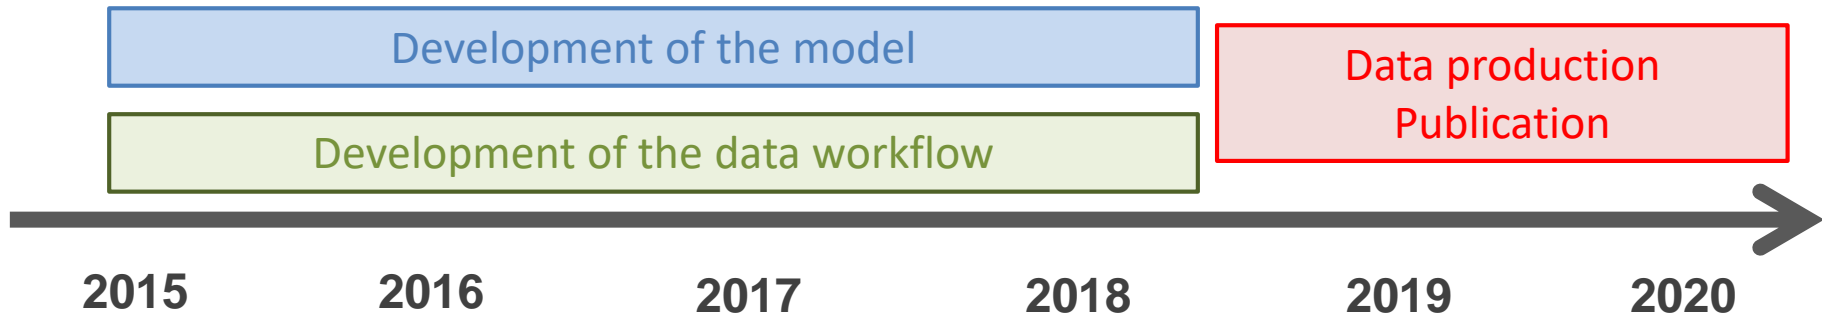 Development of the model
Data production
Publication
Development of the data workflow
2015 2016 2017 2018 2019 2020